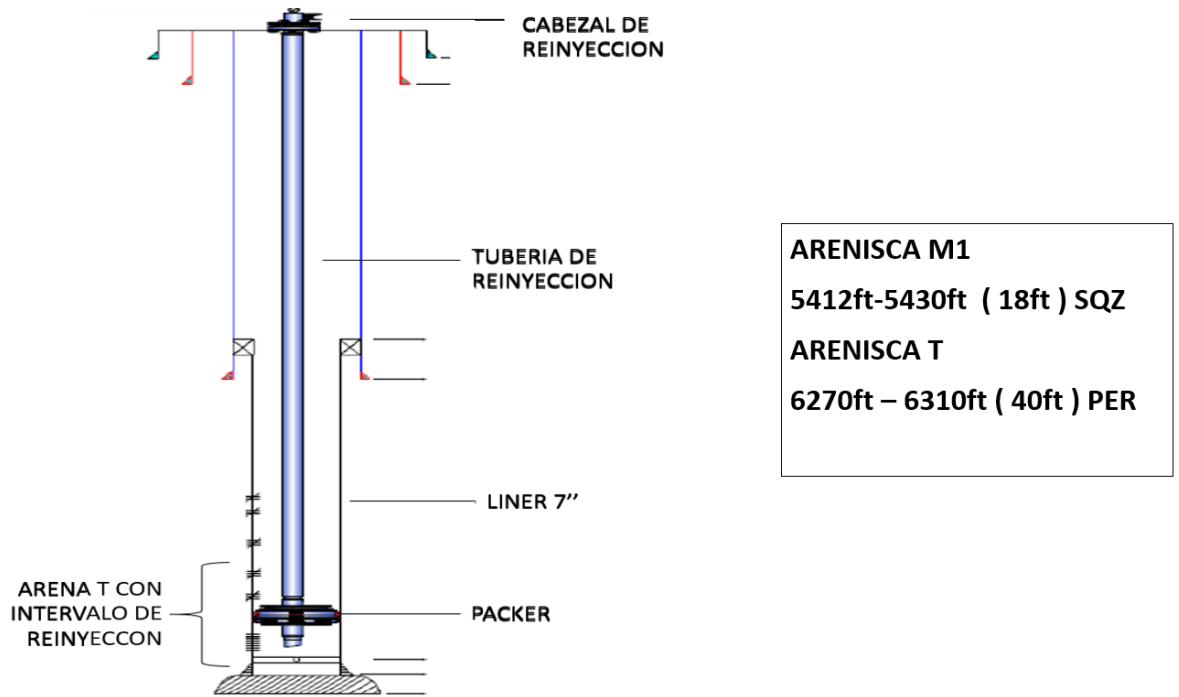 CABEZAL DE
REINYECCION
TUBERIA DE
REINYECCION
LINER 7’’
PACKER
ARENA T CON
INTERVALO DE
REINYECCON
ARENISCA M1
5412ft-5430ft ( 18ft ) SQZ
ARENISCA T
6270ft – 6310ft ( 40ft ) PER